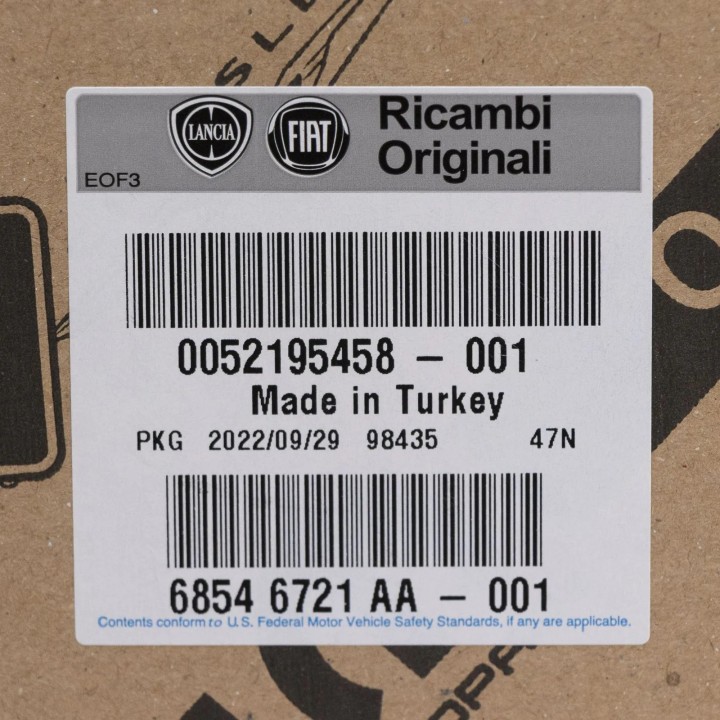 LANCIA
FIAT
Ricambi
Originali
EOF3
0052195458 - 001
Made in Turkey
PKG 2022/09/29 98435 47N
6854 6721 AA - 001
Contents conform to U.S. Federal Motor Vehicle Safety Standards, if any are applicable.